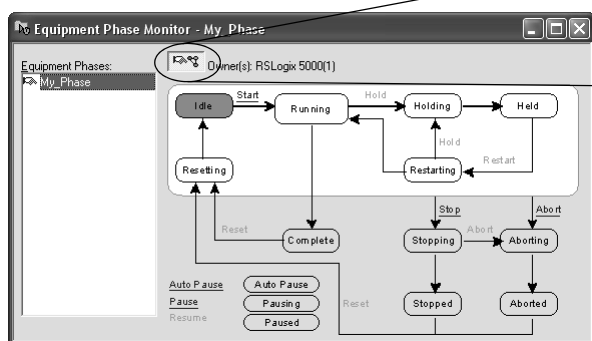 Equipment Phase Monitor - My_Phase
Equipment Phases:
Owner(s): RSLogix 5000(1)
My_Phase
Idle
Start
Running
Hold
Holding
Held
Hold
Resetting
Restarting
Restart
Stop
Abort
Reset
Complete
Stopping
Abort
Aborting
Auto Pause
Auto Pause
Pause
Pausing
Reset
Stopped
Aborted
Resume
Paused